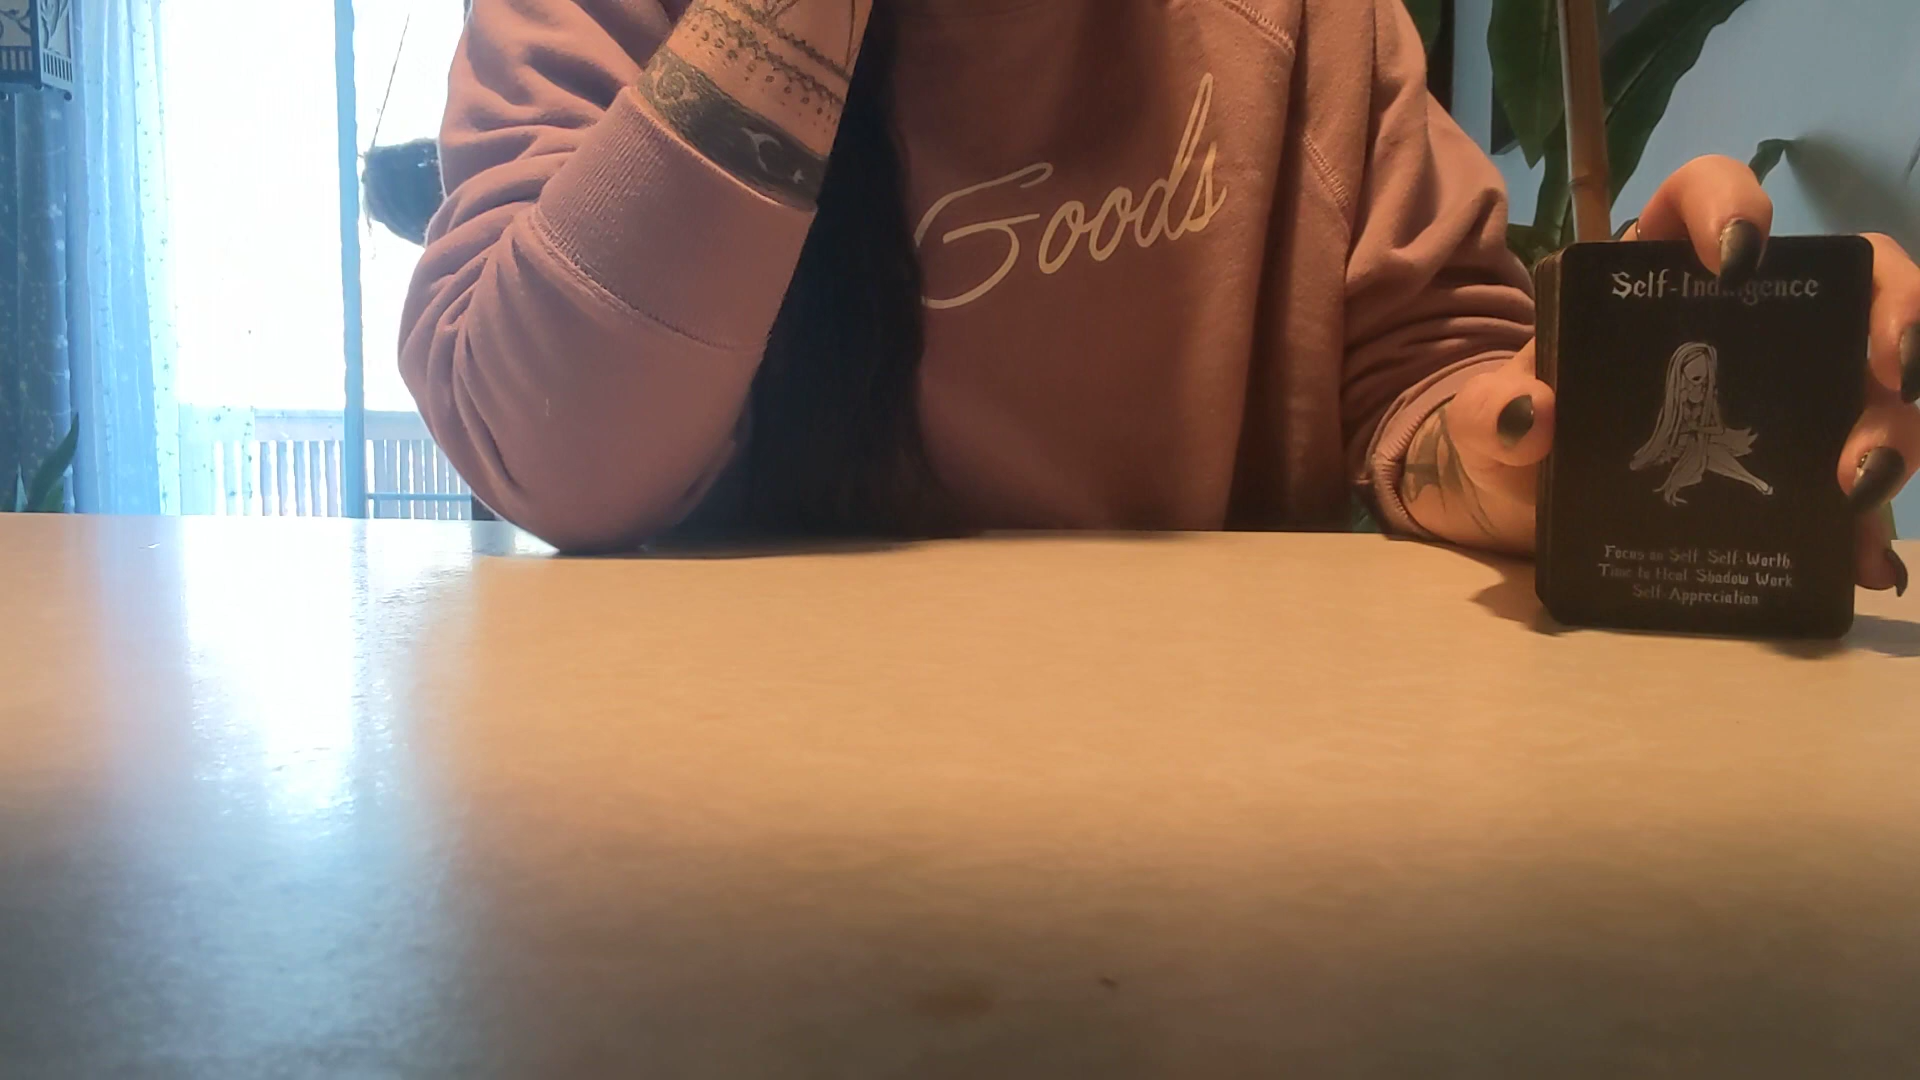 Goods
Self-Indulgence
Focus on Self Self-Worth
Time to Heal Shadow Work
Self-Appreciation